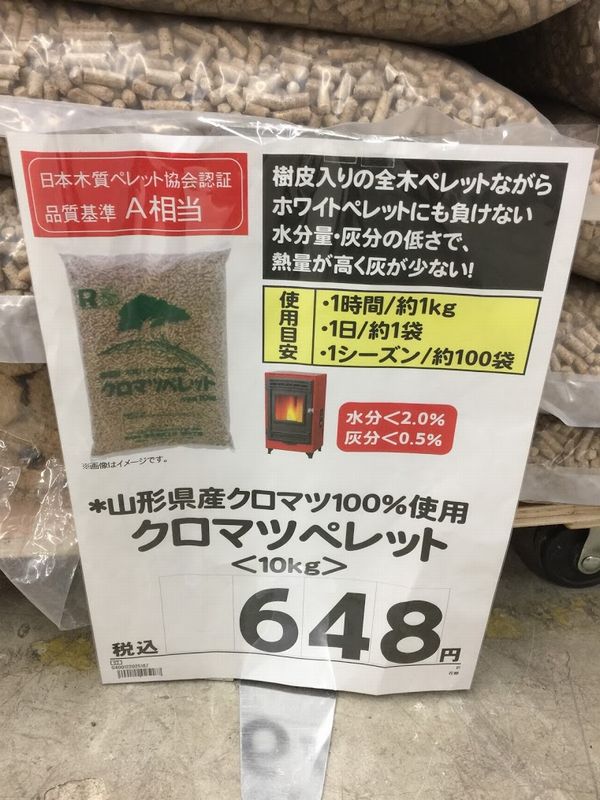 日本木質ペレット協会認証
品質基準 A相当
樹皮入りの全木ペレットながら
ホワイトペレットにも負けない
水分量・灰分の低さで、
熱量が高く灰が少ない!
使用目安
・1時間/約1kg
・1日/約1袋
・1シーズン/約100袋
クロマツペレット
水分<2.0%
灰分<0.5%
※画像はイメージです。
*山形県産クロマツ100%使用
クロマツペレット
<10kg>
税込
648円